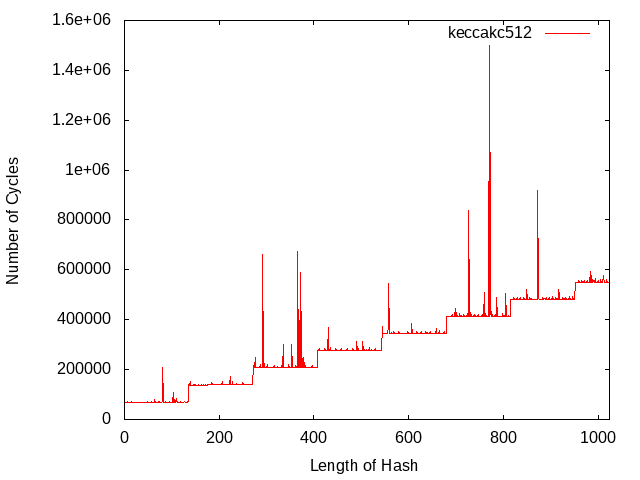 1.6e+06
1.4e+06
1.2e+06
1e+06
800000
600000
400000
200000
0
Number of Cycles
keccakc512
0 200 400 600 800 1000
Length of Hash